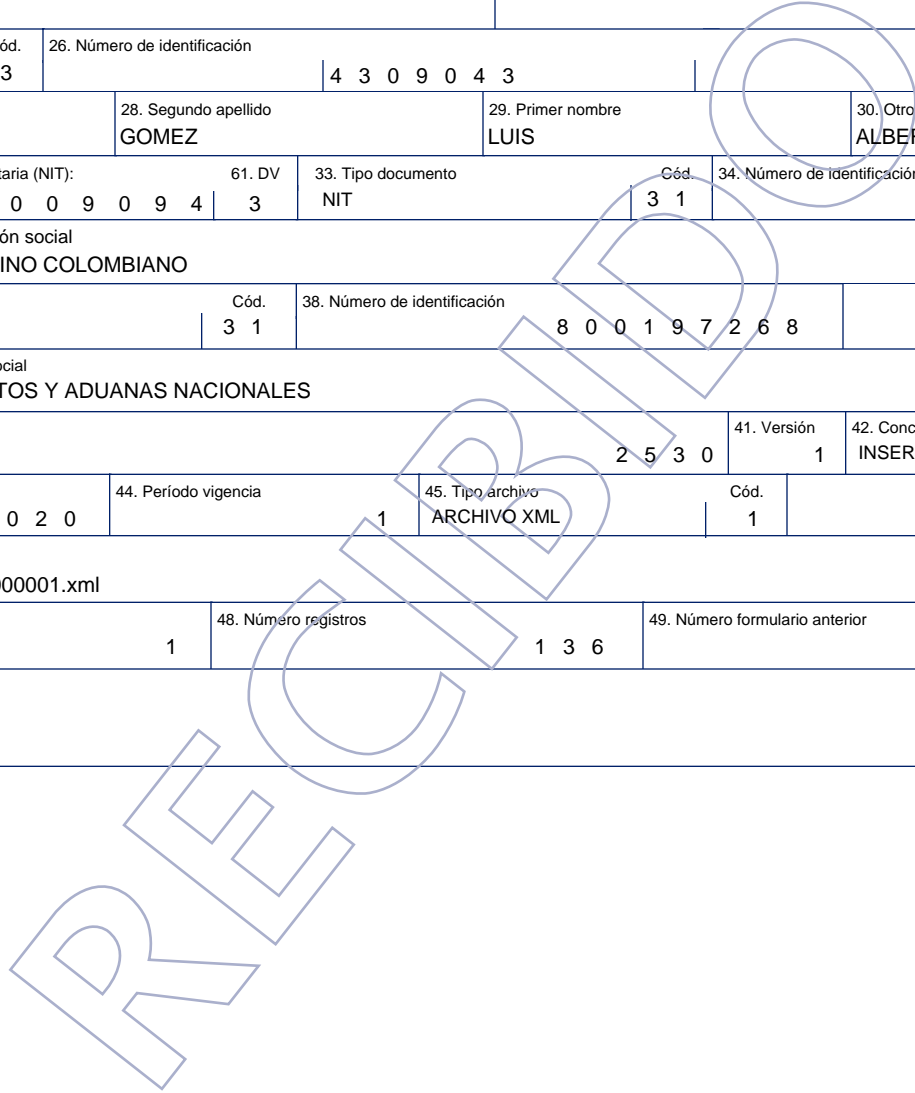 ód. 26. Número de identificación
3 4 3 0 9 0 4 3
28. Segundo apellido 29. Primer nombre 30. Otro
GOMEZ LUIS ALBER
taria (NIT): 61. DV 33. Tipo documento Cód. 34. Número de identificación
0 0 9 0 9 4 3 NIT 3 1
ón social
INO COLOMBIANO
Cód. 38. Número de identificación
3 1 8 0 0 1 9 7 2 6 8
ocial
TOS Y ADUANAS NACIONALES
41. Versión 42. Conc
2 5 3 0 1 INSER
44. Período vigencia 45. Tipo archivo Cód.
0 2 0 1 ARCHIVO XML 1
00001.xml
48. Número registros 49. Número formulario anterior
1 1 3 6
RECIBIDO